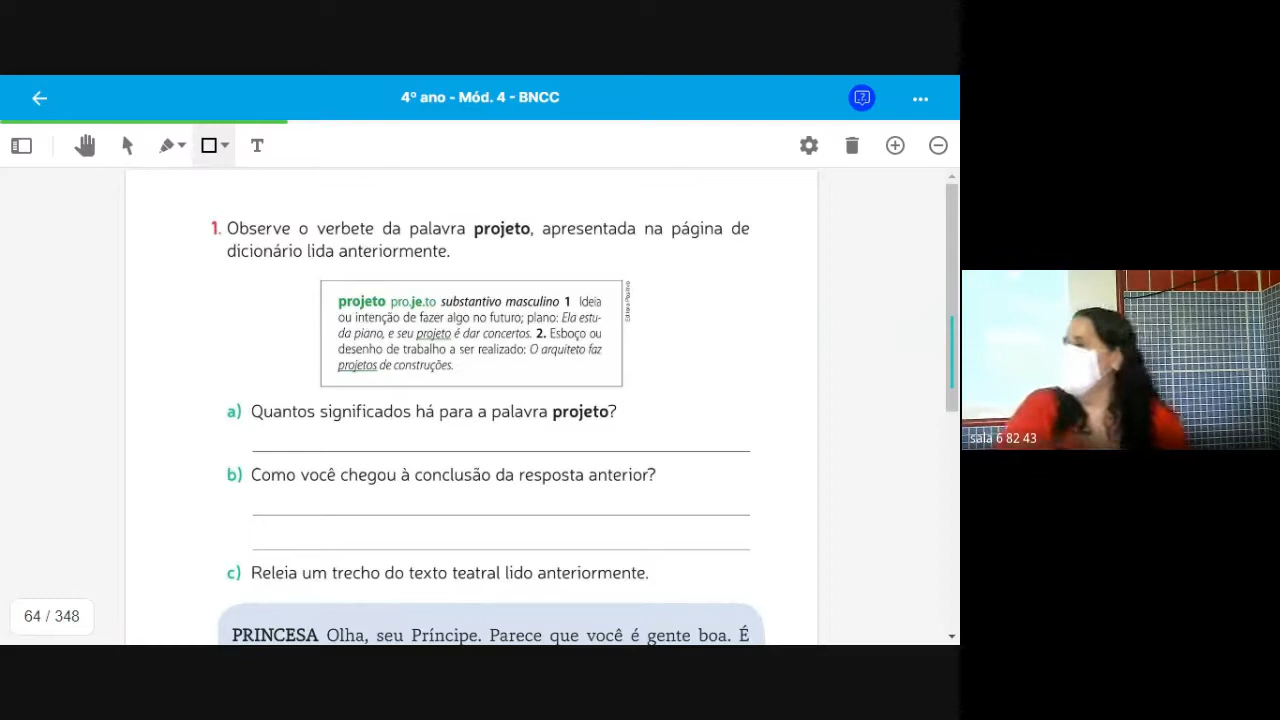 4º ano - Mód. 4 - BNCC
T
1. Observe o verbete da palavra projeto, apresentada na página de
dicionário lida anteriormente.
projeto pro.je.to substantivo masculino 1 Ideia
ou intenção de fazer algo no futuro; plano: Ela estu-
da piano, e seu projeto é dar concertos. 2. Esboço ou
desenho de trabalho a ser realizado: O arquiteto faz
projetos de construções.
a) Quantos significados há para a palavra projeto?
b) Como você chegou à conclusão da resposta anterior?
c) Releia um trecho do texto teatral lido anteriormente.
64 / 348
PRINCESA Olha, seu Príncipe. Parece que você é gente boa. É
sala 6 82 43